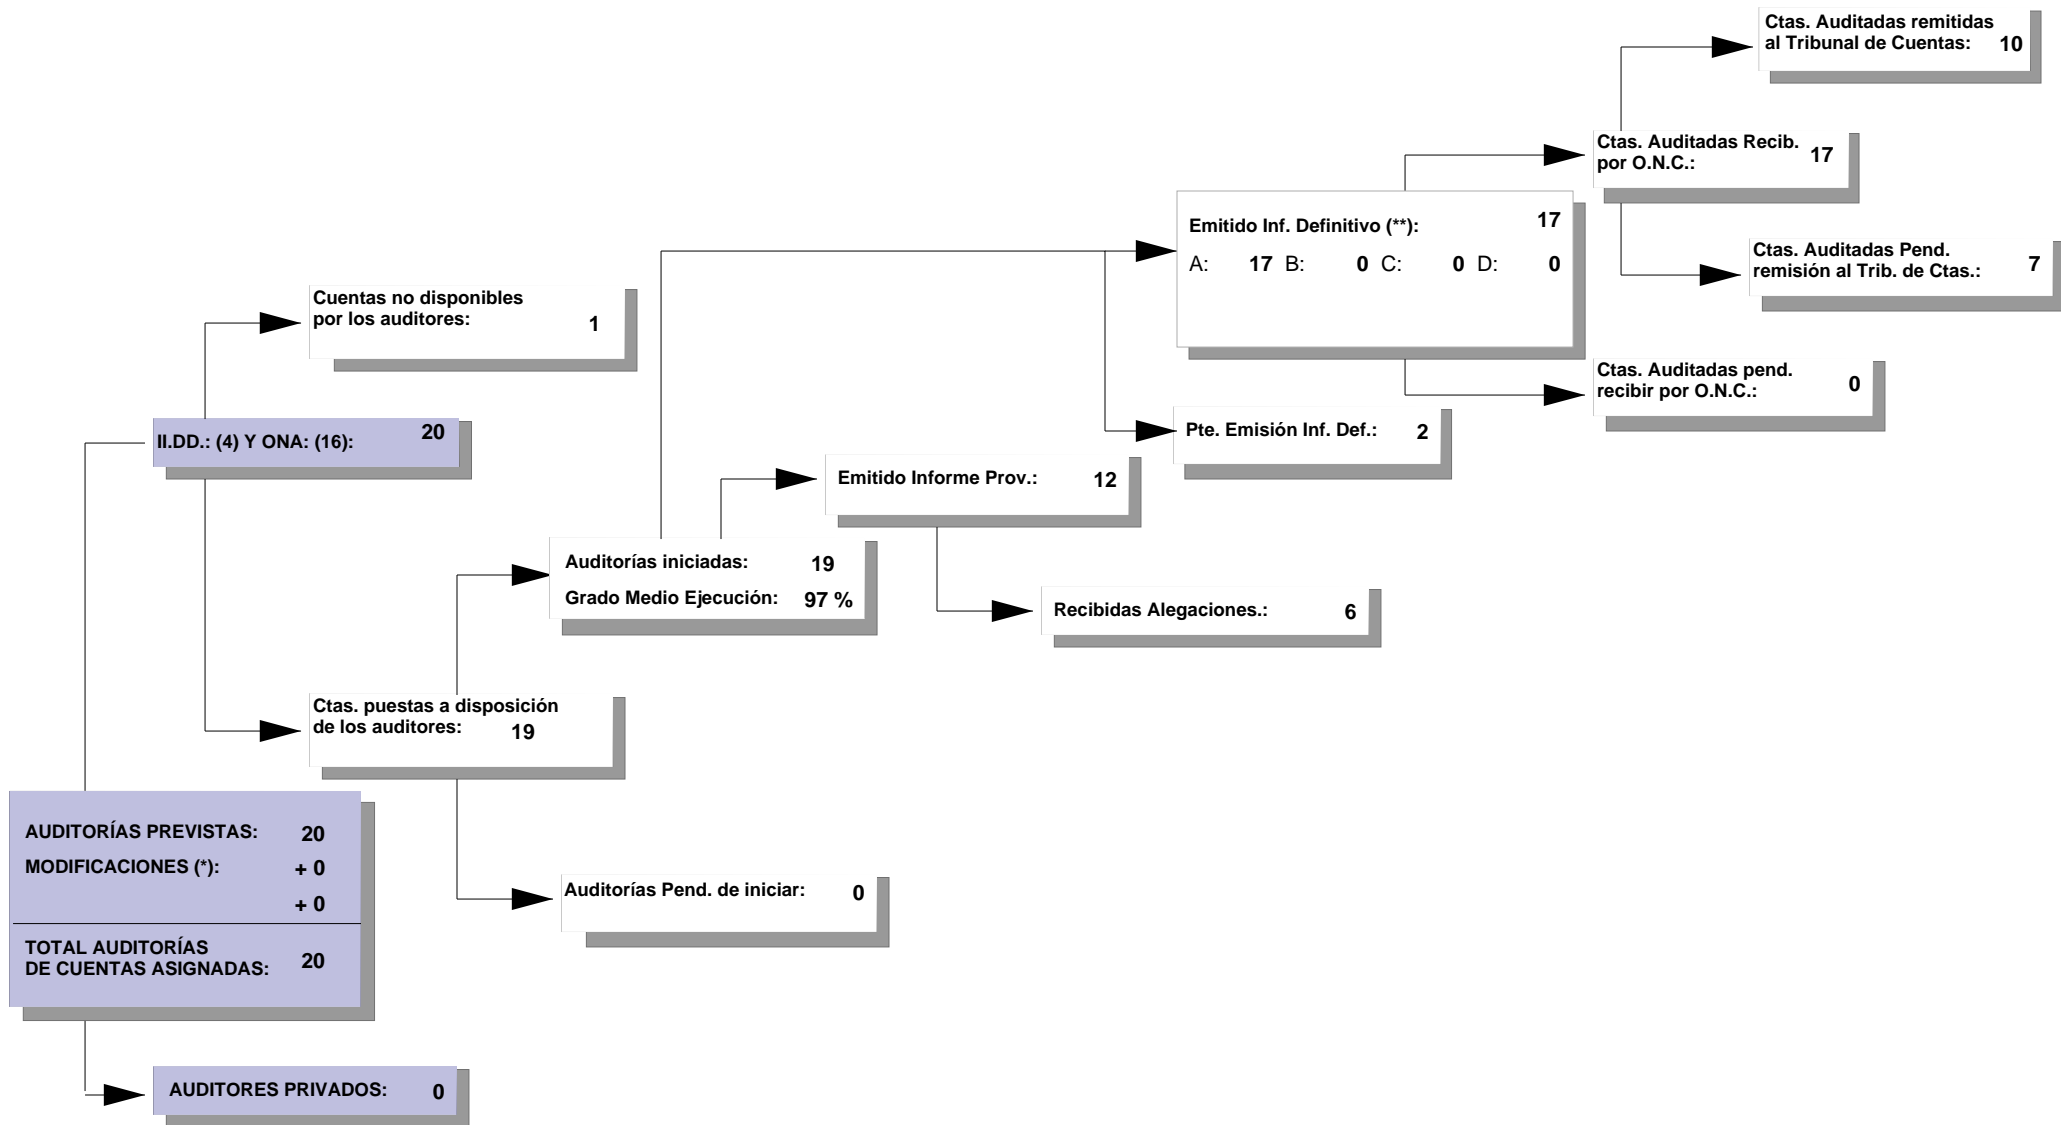 Ctas. Auditadas remitidas
al Tribunal de Cuentas: 10
Ctas. Auditadas Recib.
por O.N.C.: 17
Emitido Inf. Definitivo (**): 17
A: 17 B: 0 C: 0 D: 0
Ctas. Auditadas Pend.
remisión al Trib. de Ctas.: 7
Cuentas no disponibles
por los auditores: 1
Ctas. Auditadas pend.
recibir por O.N.C.: 0
II.DD.: (4) Y ONA: (16): 20
Pte. Emisión Inf. Def.: 2
Emitido Informe Prov.: 12
Auditorías iniciadas: 19
Grado Medio Ejecución: 97 %
Recibidas Alegaciones.: 6
Ctas. puestas a disposición
de los auditores: 19
AUDITORÍAS PREVISTAS: 20
MODIFICACIONES (*): + 0
+ 0
Auditorías Pend. de iniciar: 0
TOTAL AUDITORÍAS
DE CUENTAS ASIGNADAS: 20
AUDITORES PRIVADOS: 0